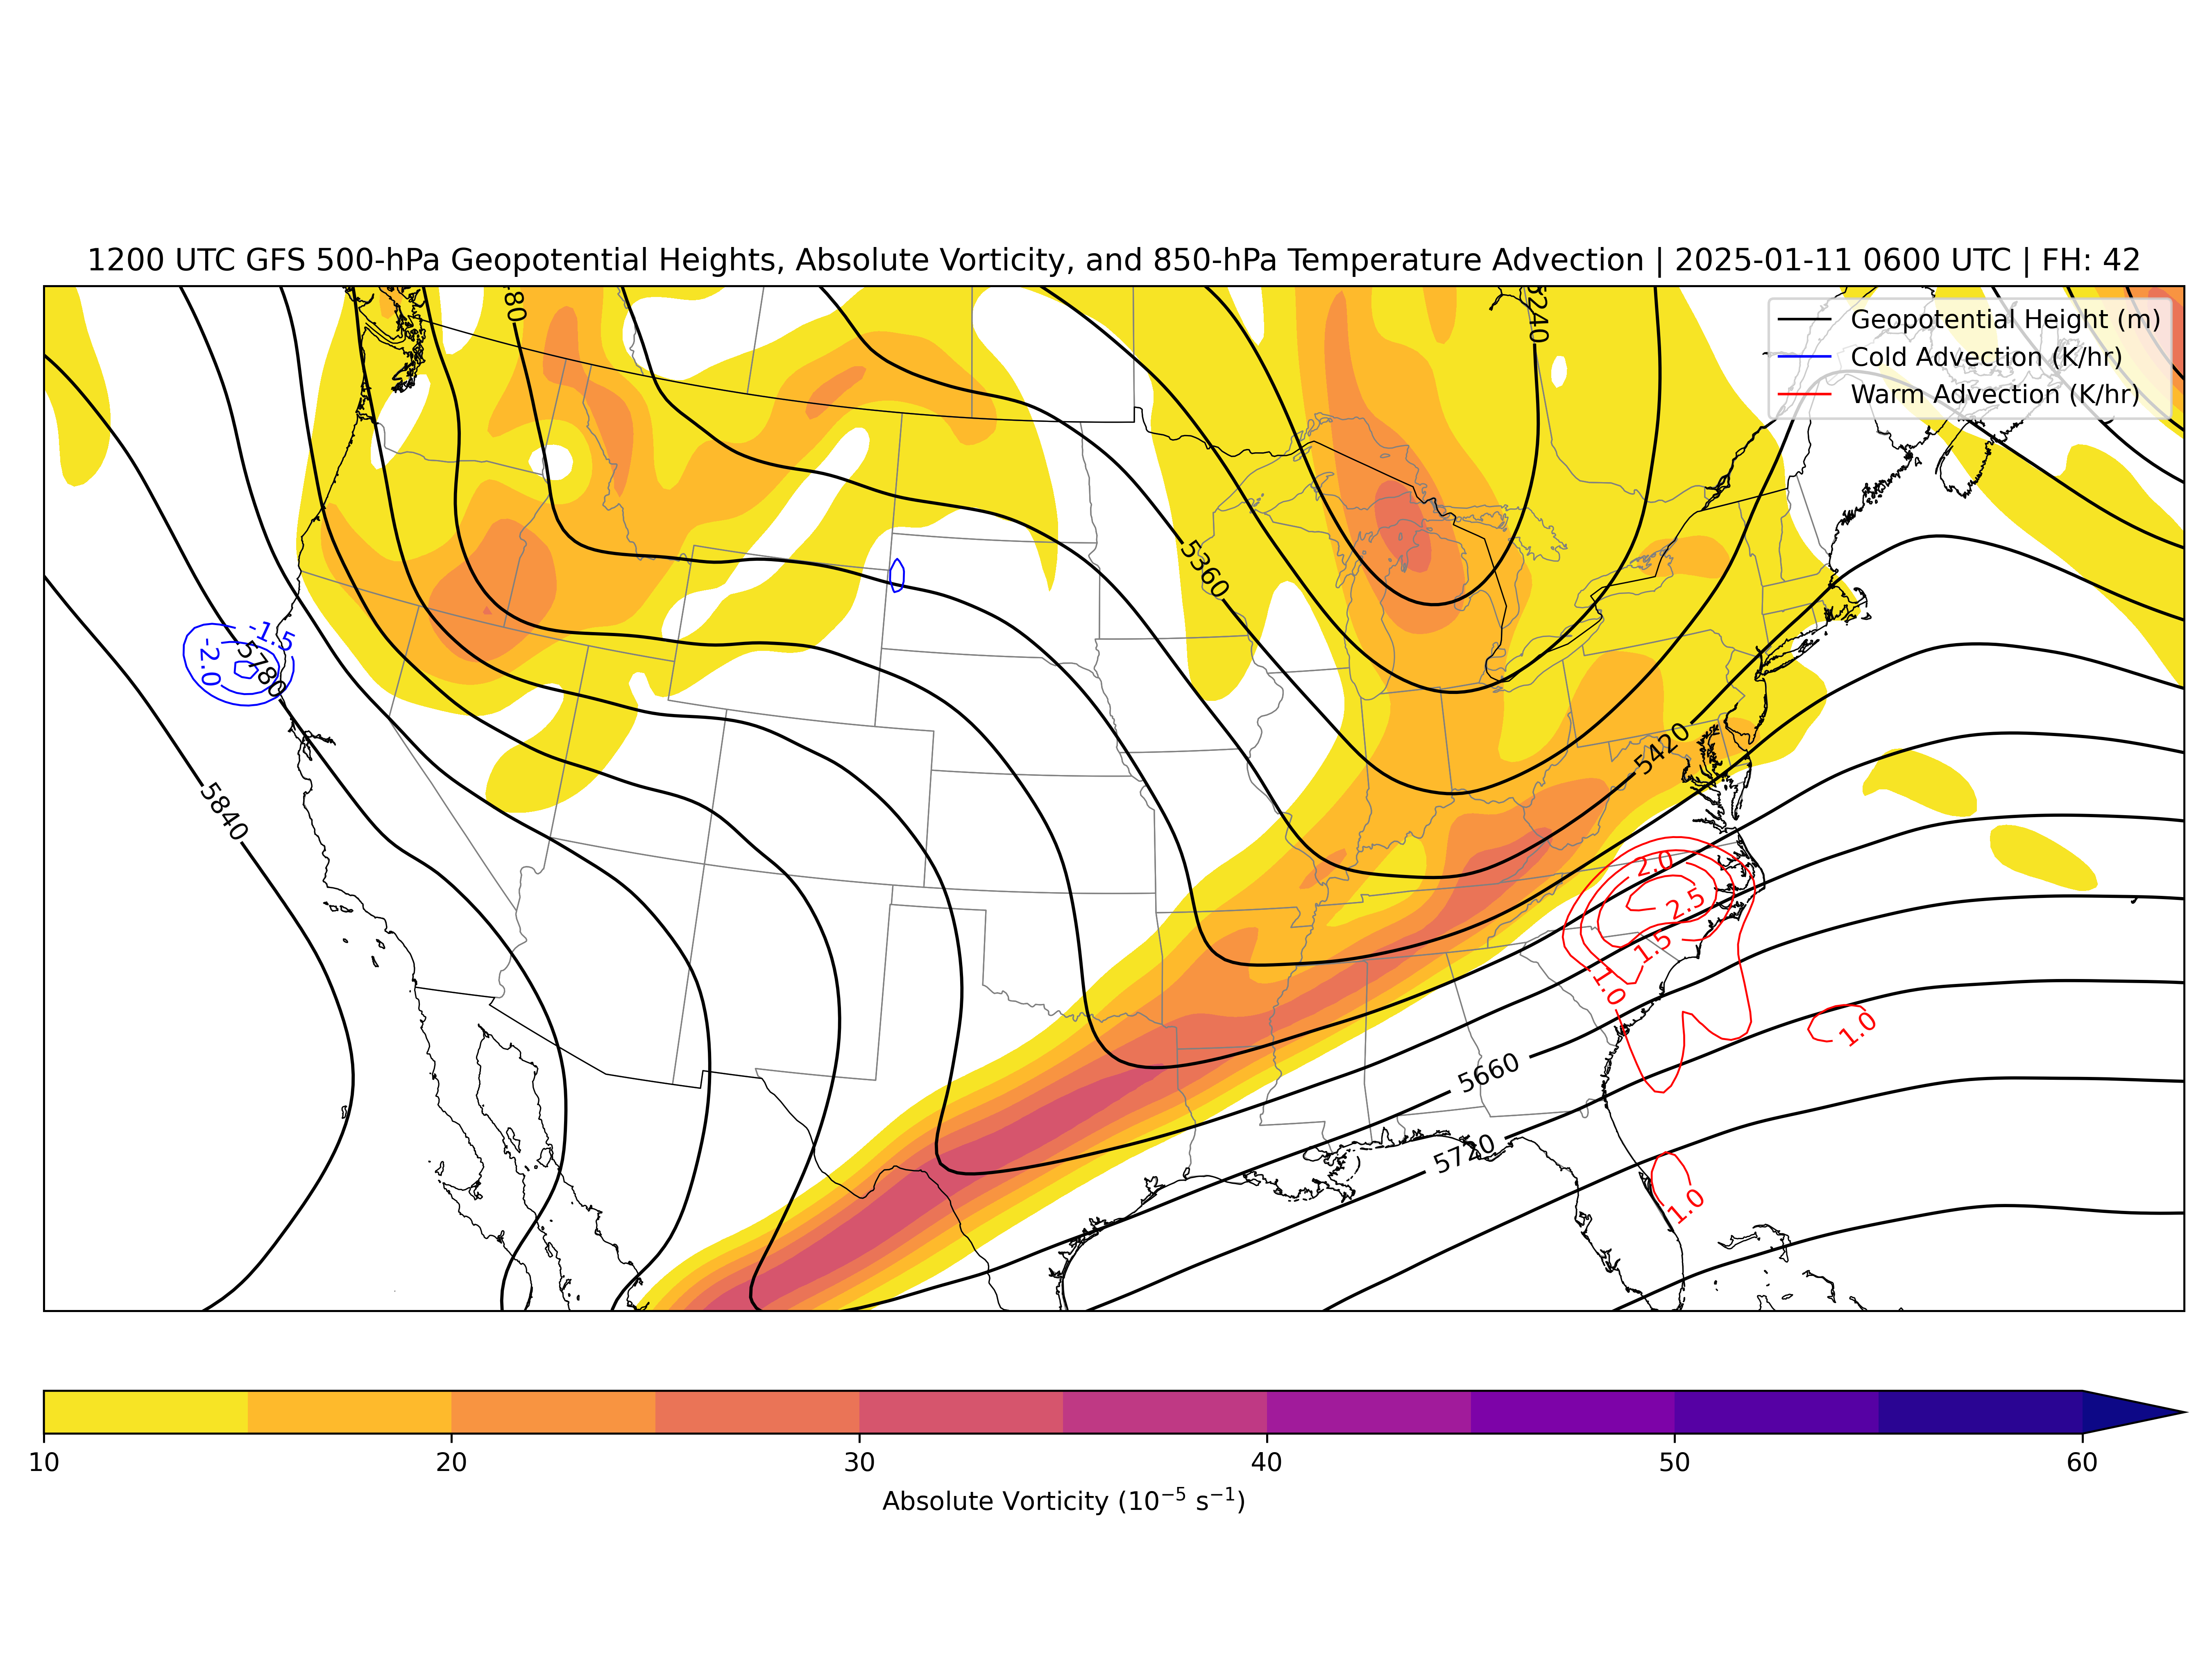 1200 UTC GFS 500-hPa Geopotential Heights, Absolute Vorticity, and 850-hPa Temperature Advection | 2025-01-11 0600 UTC | FH: 42
Geopotential Height (m)
Cold Advection (K/hr)
Warm Advection (K/hr)
80
5240
5360
-1.5
-2.0
5780
5840
5420
2.0
2.5
1.5
1.0
1.0
5660
5720
1.0
10 20 30 40 50 60
Absolute Vorticity (10⁻⁵ s⁻¹)